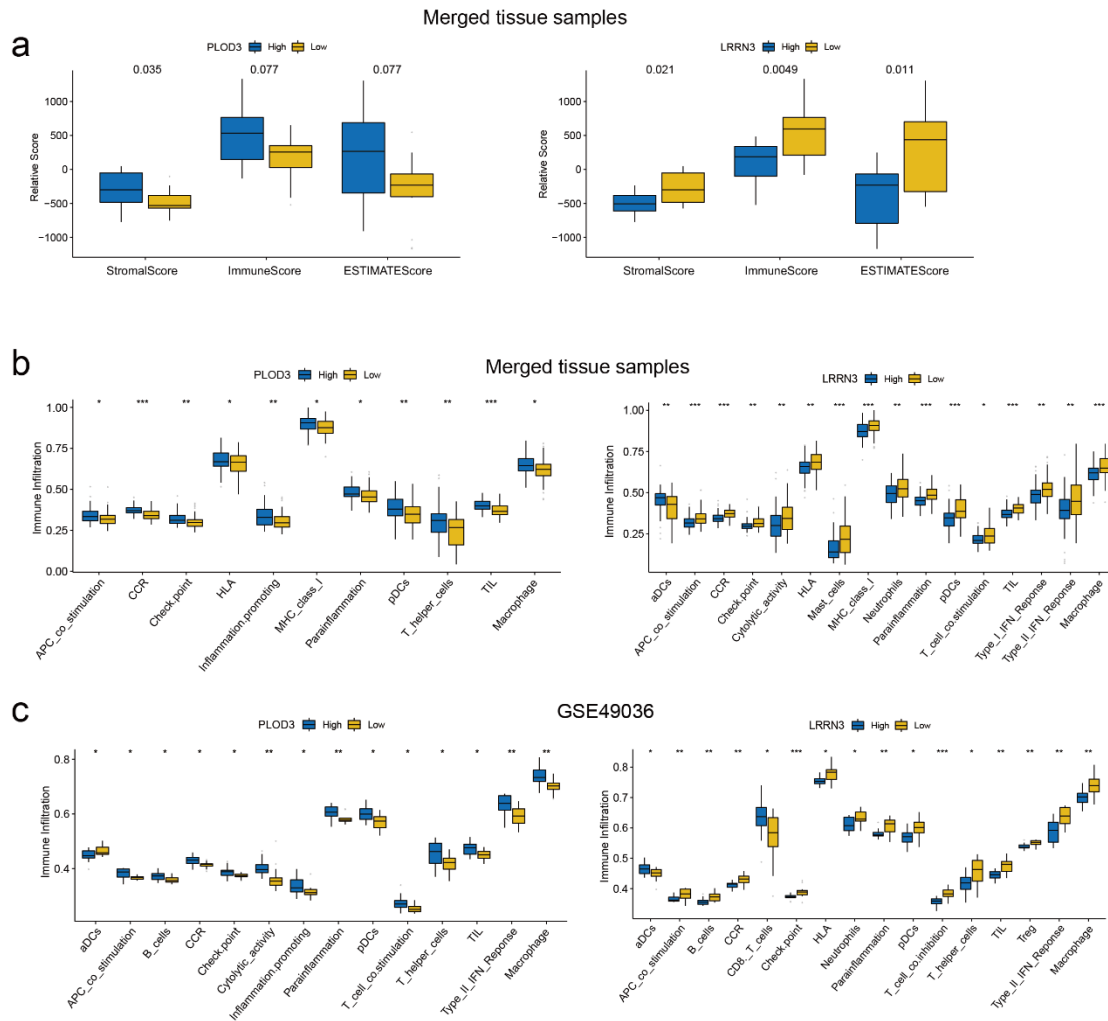 Merged tissue samples
a
PLOD3 High Low
0.035 0.077 0.077
1000
500
0
−500
−1000
Relative Score
StromalScore ImmuneScore ESTIMATEScore
LRRN3 High Low
0.021 0.0049 0.011
1000
500
0
−500
−1000
Relative Score
StromalScore ImmuneScore ESTIMATEScore
b
Merged tissue samples
PLOD3 High Low
* *** ** * ** * * ** ** *** *
1.00
0.75
0.50
0.25
0.00
Immune Infiltration
APC_co_stimulation
CCR
Check.point
HLA
Inflammation.promoting
MHC_class_I
Parainflammation
pDCs
T_helper_cells
TIL
Macrophage
LRRN3 High Low
** *** *** ** ** ** *** *** ** *** *** * *** ** ** ***
1.00
0.75
0.50
0.25
Immune Infiltration
aDCs
APC_co_stimulation
CCR
Check.point
Cytolytic_activity
HLA
Mast_cells
MHC_class_I
Neutrophils
Parainflammation
pDCs
T_cell_co.stimulation
TIL
Type_I_IFN_Reponse
Type_II_IFN_Reponse
Macrophage
c
GSE49036
PLOD3 High Low
* * * * * ** * ** * * * * ** **
0.8
0.6
0.4
Immune Infiltration
aDCs
APC_co_stimulation
B_cells
CCR
Check.point
Cytolytic_activity
Inflammation.promoting
Parainflammation
pDCs
T_cell_co.stimulation
T_helper_cells
TIL
Type_II_IFN_Reponse
Macrophage
LRRN3 High Low
* ** ** ** * *** * * ** * *** * ** ** ** **
0.8
0.7
0.6
0.5
0.4
Immune Infiltration
aDCs
APC_co_stimulation
B_cells
CCR
CD8_T_cells
Check.point
HLA
Neutrophils
Parainflammation
pDCs
T_cell_co.inhibition
T_helper_cells
TIL
Treg
Type_II_IFN_Reponse
Macrophage